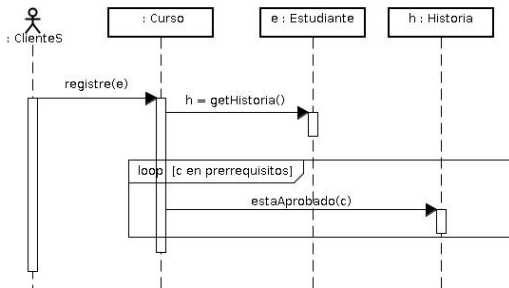 : ClienteS
: Curso
e : Estudiante
h : Historia
registre(e)
h = getHistoria()
loop [c en prerrequisitos]
estaAprobado(c)